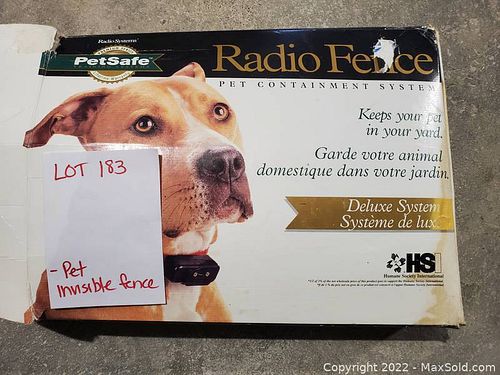 Radio Systems
PetSafe
Radio Fence
PET CONTAINMENT SYSTEM
Keeps your pet
in your yard.
Garde votre animal
domestique dans votre jardin
Deluxe System
Système de lux
LOT 183
- Pet
invisible fence
HSI
Humane Society International
Copyright © 2022 - MaxSold.com